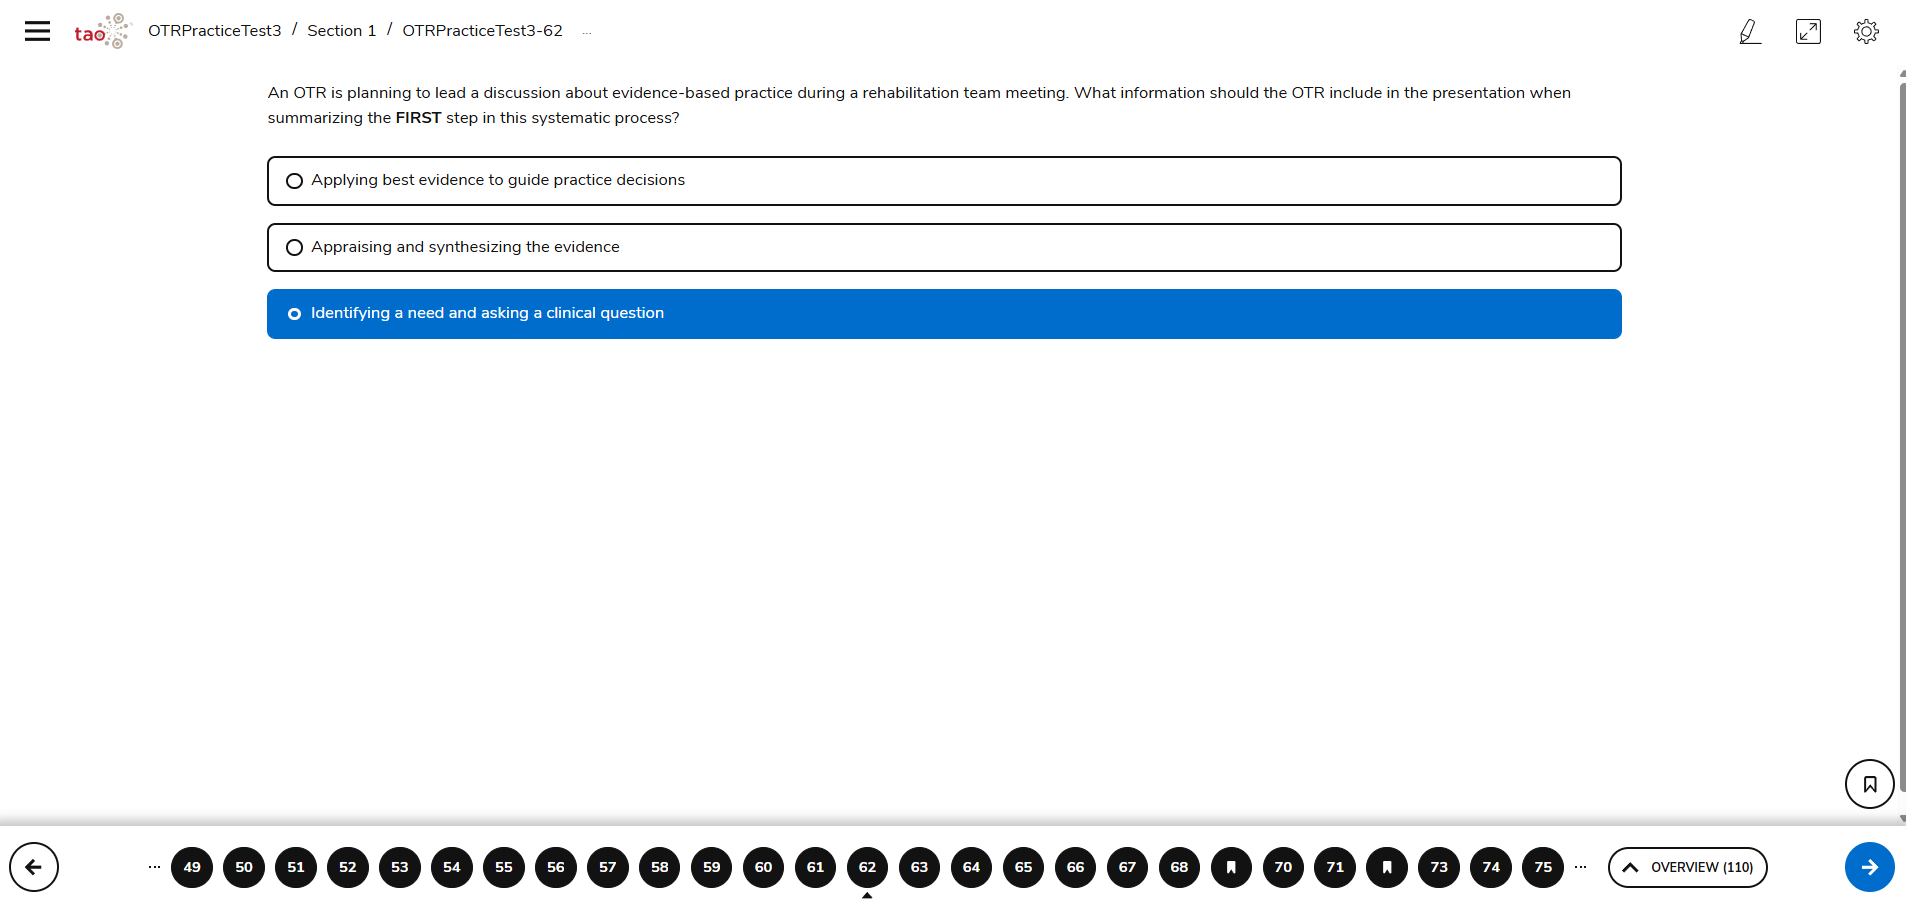 tao
OTRPracticeTest3 / Section 1 / OTRPracticeTest3-62 ...
An OTR is planning to lead a discussion about evidence-based practice during a rehabilitation team meeting. What information should the OTR include in the presentation when
summarizing the FIRST step in this systematic process?
Applying best evidence to guide practice decisions
Appraising and synthesizing the evidence
Identifying a need and asking a clinical question
... 49 50 51 52 53 54 55 56 57 58 59 60 61 62 63 64 65 66 67 68 70 71 73 74 75 ... OVERVIEW (110)